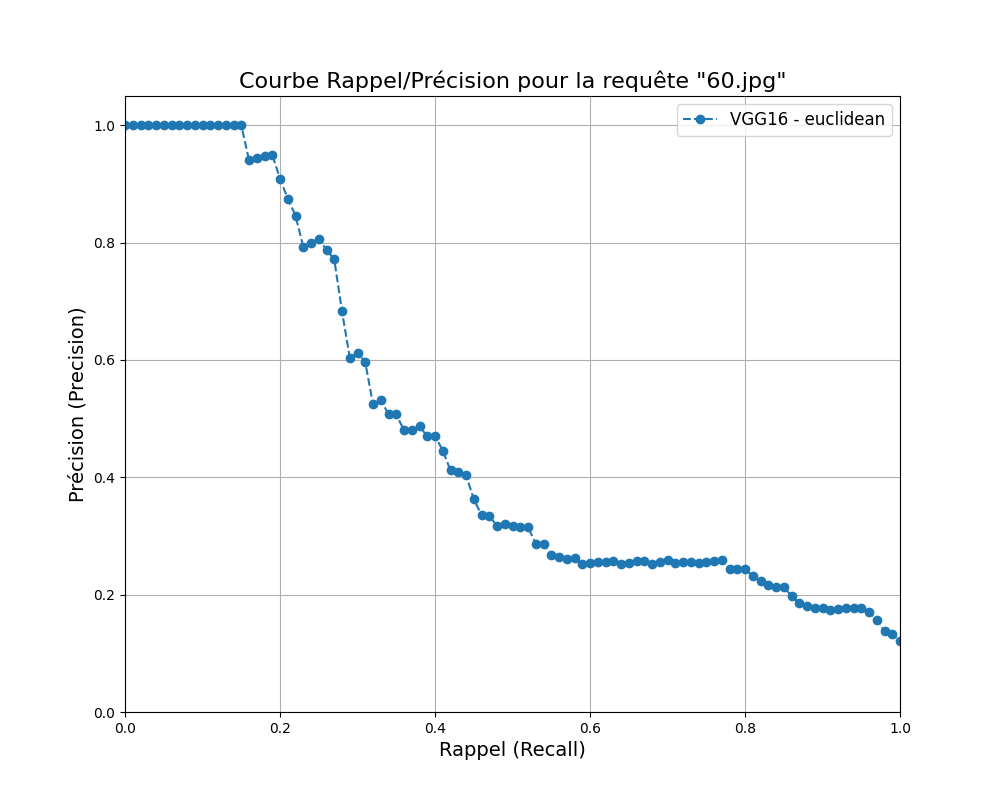 Courbe Rappel/Précision pour la requête "60.jpg"
VGG16 - euclidean
1.0
0.8
0.6
0.4
0.2
0.0
Précision (Precision)
0.0 0.2 0.4 0.6 0.8 1.0
Rappel (Recall)